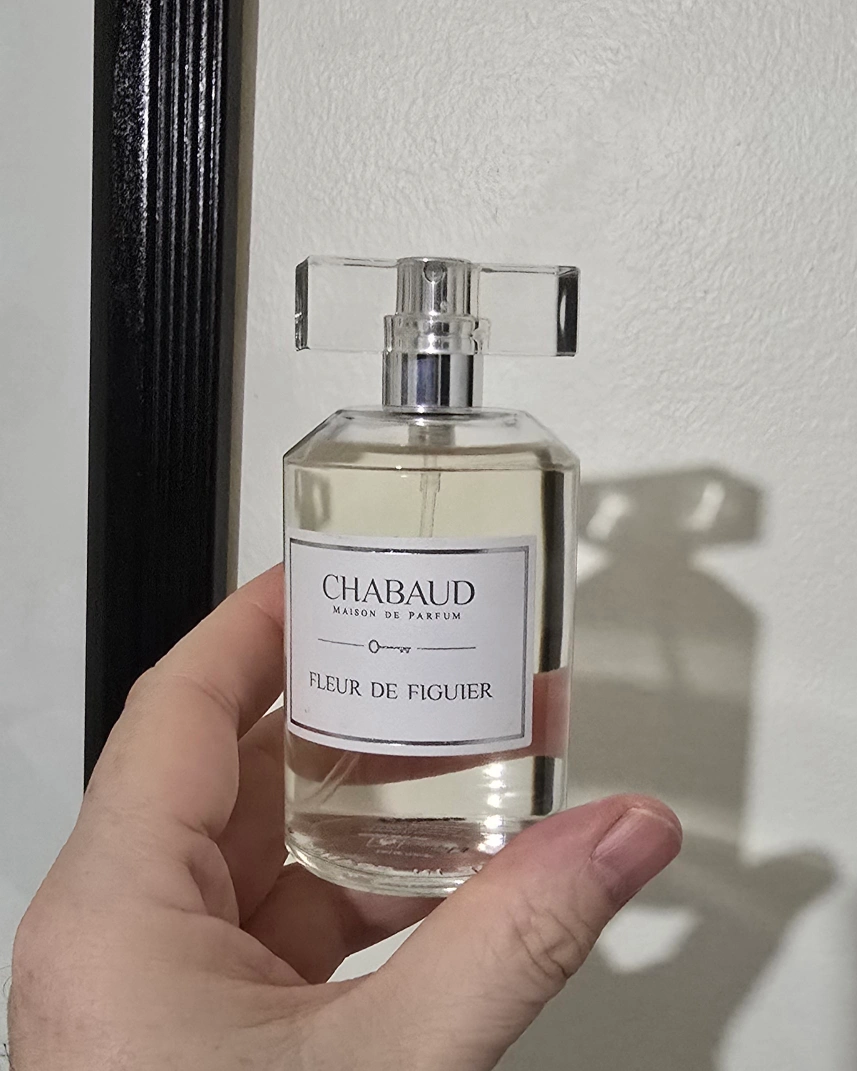 CHABAUD
MAISON DE PARFUM
FLEUR DE FIGUIER